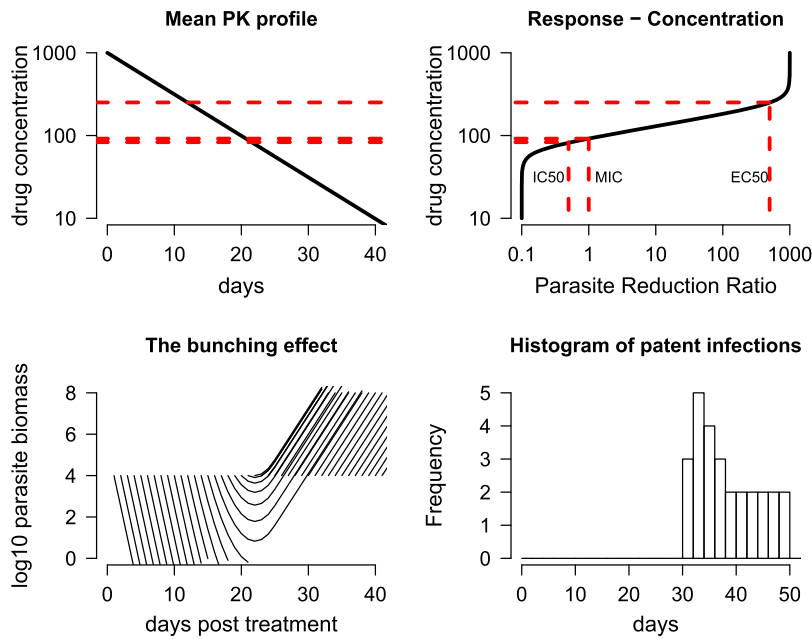 Mean PK profile
drug concentration
1000
100
10
0 10 20 30 40
days
Response − Concentration
drug concentration
1000
100
10
IC50 MIC EC50
0.1 1 10 100 1000
Parasite Reduction Ratio
The bunching effect
log10 parasite biomass
8
6
4
2
0
0 10 20 30 40
days post treatment
Histogram of patent infections
Frequency
5
4
3
2
1
0
0 10 20 30 40 50
days